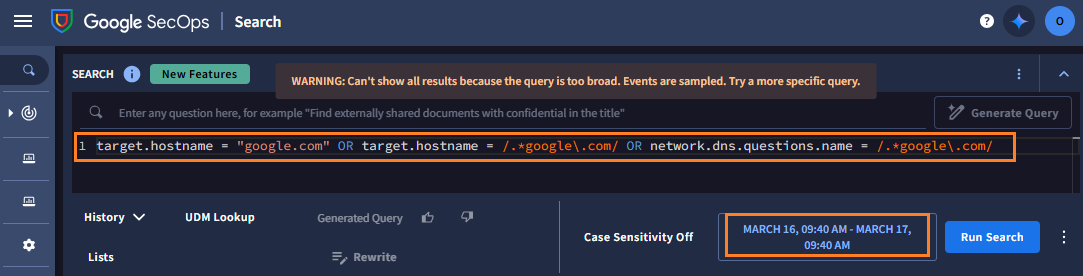 Google SecOps
Search
?
O
SEARCH
i
New Features
WARNING: Can't show all results because the query is too broad. Events are sampled. Try a more specific query.
Enter any question here, for example "Find externally shared documents with confidential in the title"
Generate Query
1 target.hostname = "google.com" OR target.hostname = /.*google\.com/ OR network.dns.questions.name = /.*google\.com/
History
UDM Lookup
Generated Query
Case Sensitivity Off
MARCH 16, 09:40 AM - MARCH 17,
09:40 AM
Run Search
Lists
Rewrite